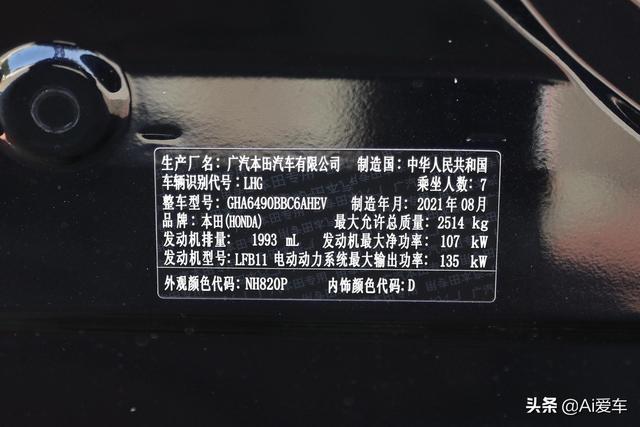 生产厂名：广汽本田汽车有限公司 制造国：中华人民共和国
车辆识别代号：LHG 乘坐人数：7
整车型号：GHA6490BBC6AHEV 制造年月：2021年08月
品牌：本田(HONDA) 最大允许总质量：2514 kg
发动机排量：1993 mL 发动机最大净功率：107 kW
发动机型号：LFB11 电动动力系统最大输出功率：135 kW
外观颜色代码：NH820P 内饰颜色代码：D
头条 @Ai爱车